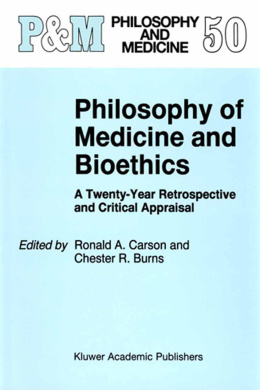 P&M PHILOSOPHY AND MEDICINE 50
Philosophy of
Medicine and
Bioethics
A Twenty-Year Retrospective
and Critical Appraisal
Edited by Ronald A. Carson and
Chester R. Burns
Kluwer Academic Publishers